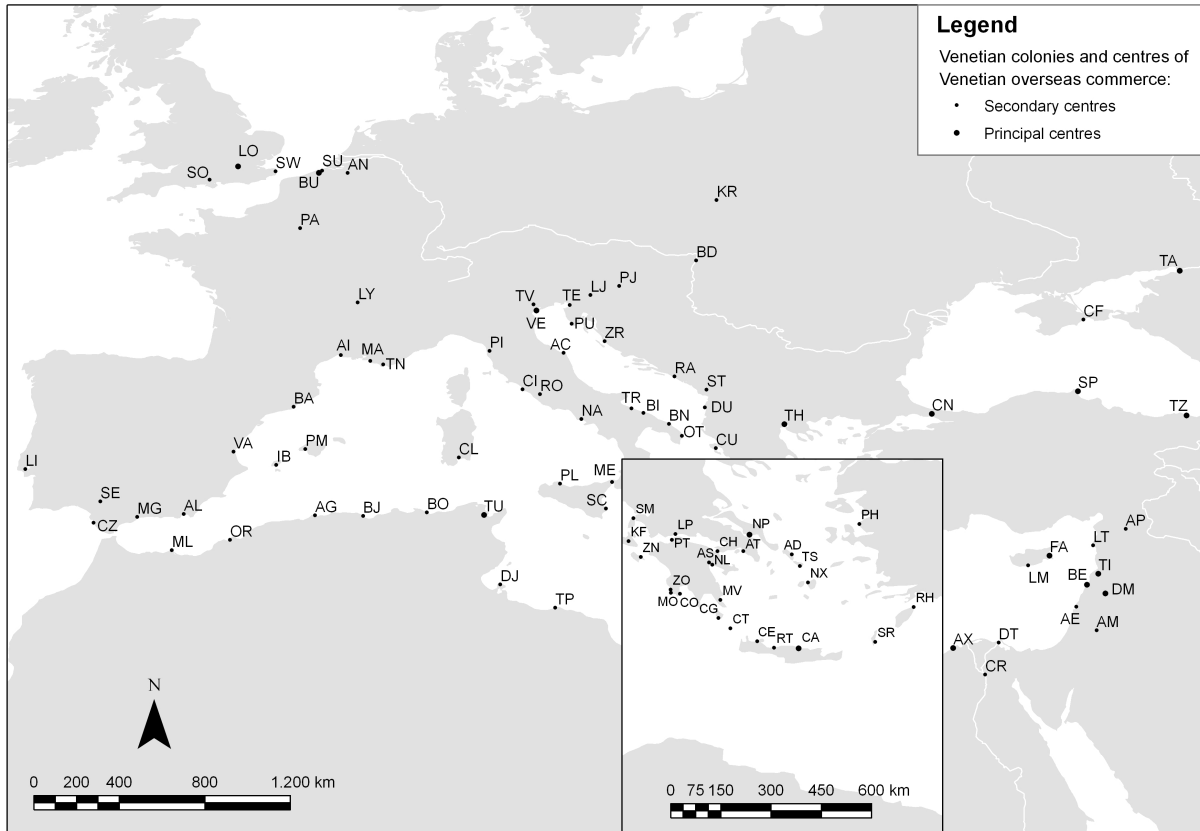 Legend
Venetian colonies and centres of
Venetian overseas commerce:
Secondary centres
Principal centres
LO
SO
SW
SU
AN
BU
PA
KR
BD
TA
LY
TV
TE
LJ
PJ
VE
PU
ZR
CF
AI
MA
TN
PI
AC
CI
RO
RA
ST
SP
BA
NA
TR
BI
DU
BN
OT
TH
CN
TZ
VA
IB
PM
CL
CU
LI
SE
MG
AL
CZ
ML
OR
AG
BJ
BO
TU
PL
ME
SC
DJ
TP
SM
LP
NP
PH
KF
PT
CH
AT
ZN
AS
NL
AD
TS
NX
ZO
MO
CO
MV
CG
CT
RH
CE
RT
CA
SR
AP
LT
FA
LM
TI
BE
DM
AE
AM
AX
DT
CR
N
0 200 400 800 1.200 km
0 75 150 300 450 600 km